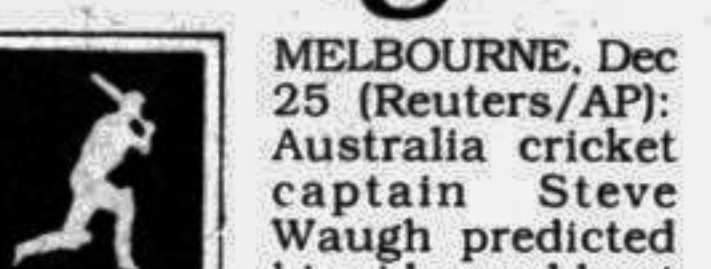 MELBOURNE, Dec
25 (Reuters/AP):
Australia cricket
captain Steve
Waugh predicted